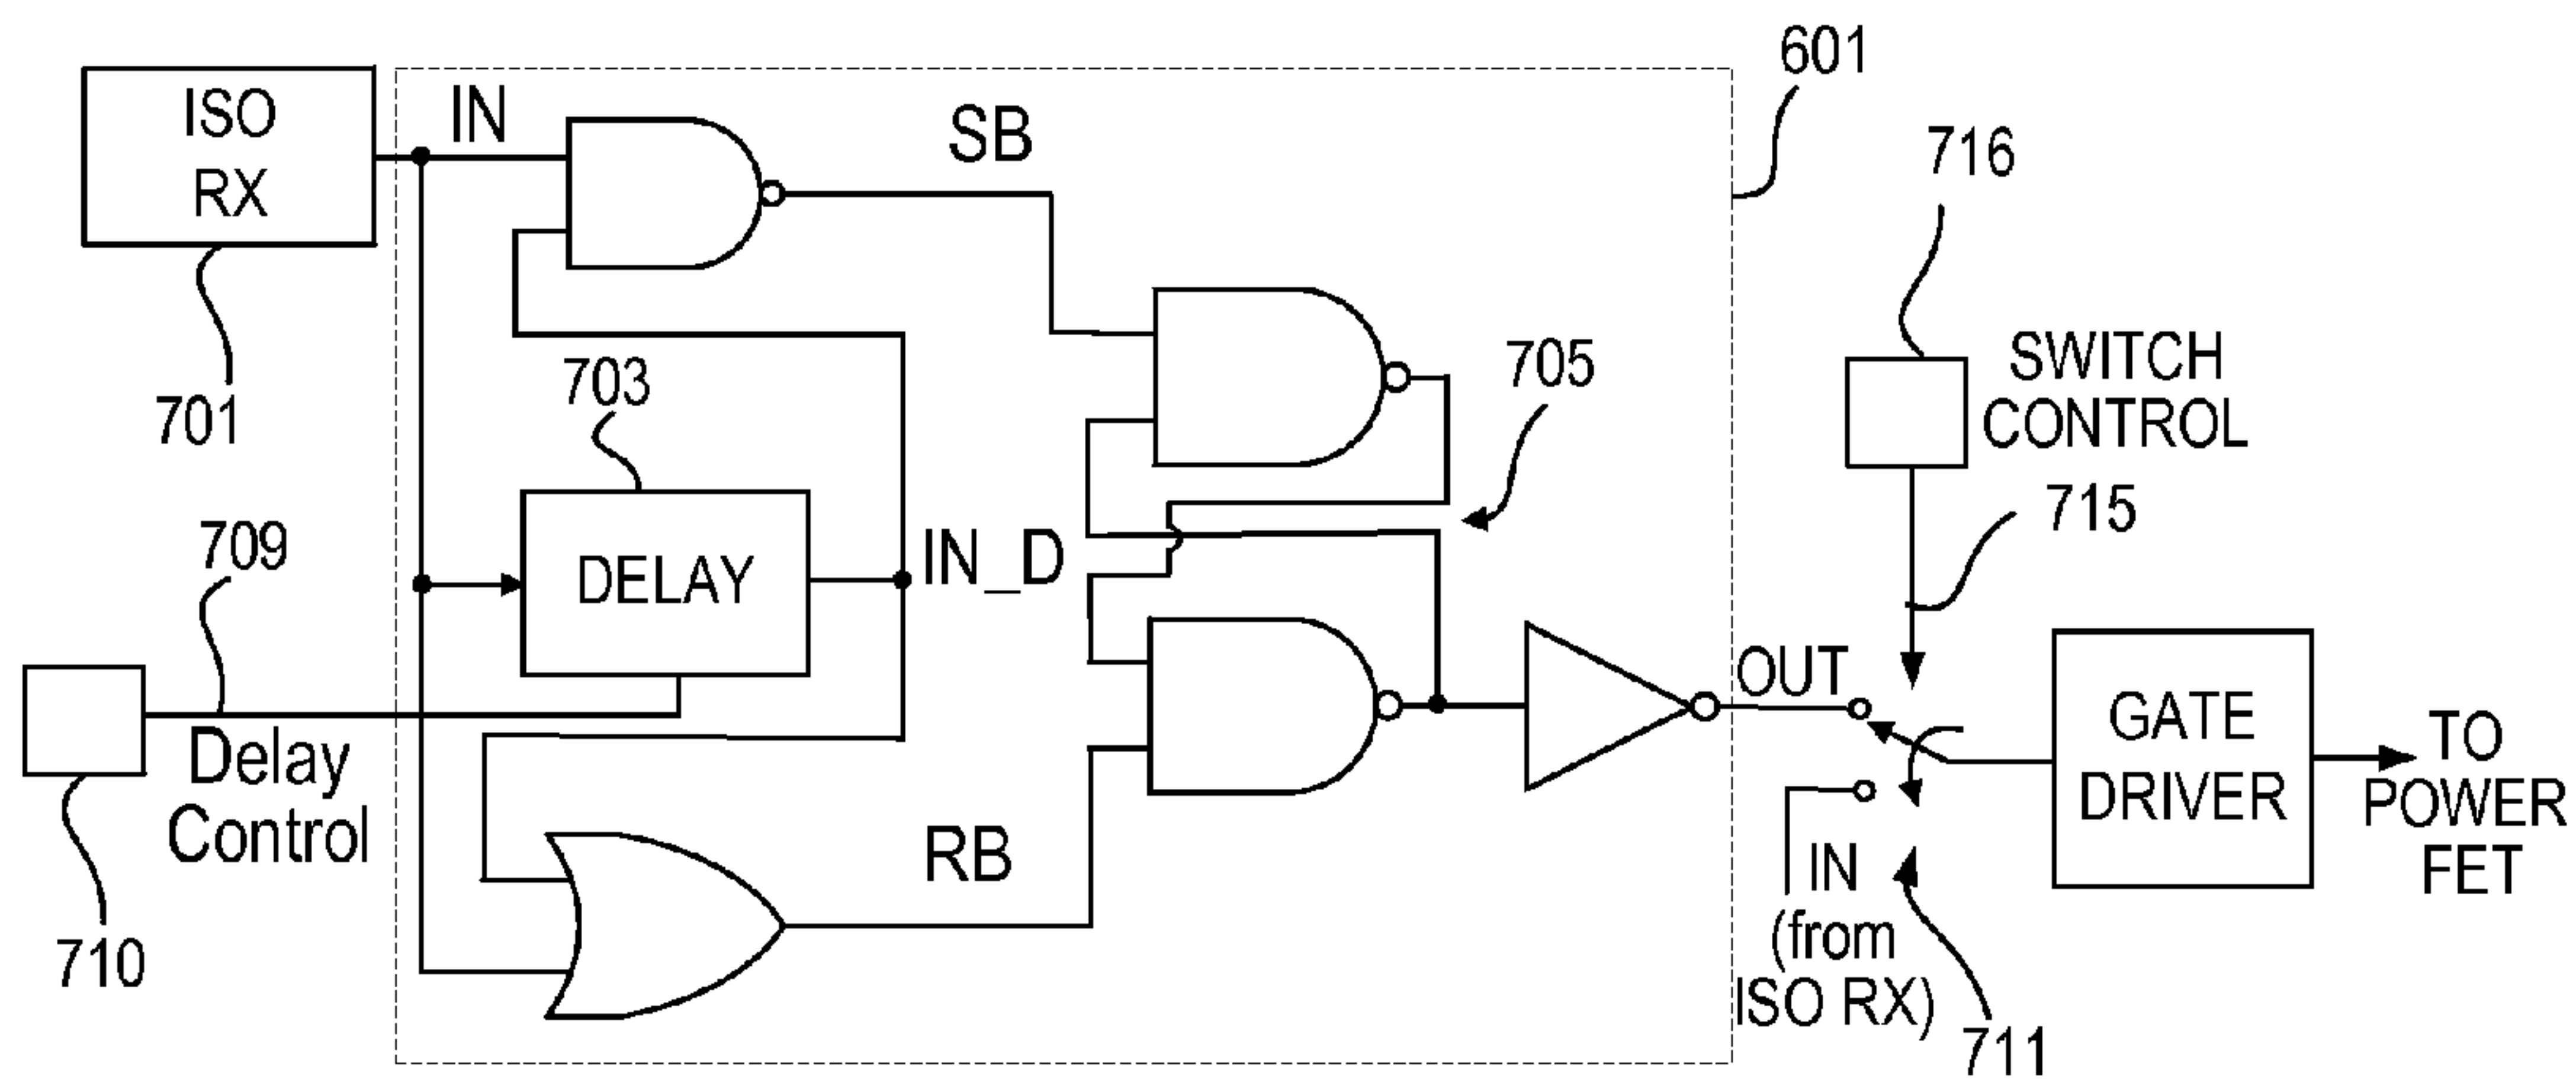 ISO
RX
701
IN
SB
601
716
SWITCH
CONTROL
703
705
715
709
DELAY
IN_D
Delay
Control
710
RB
OUT
GATE
DRIVER
TO
POWER
FET
IN
(from
ISO RX)
711